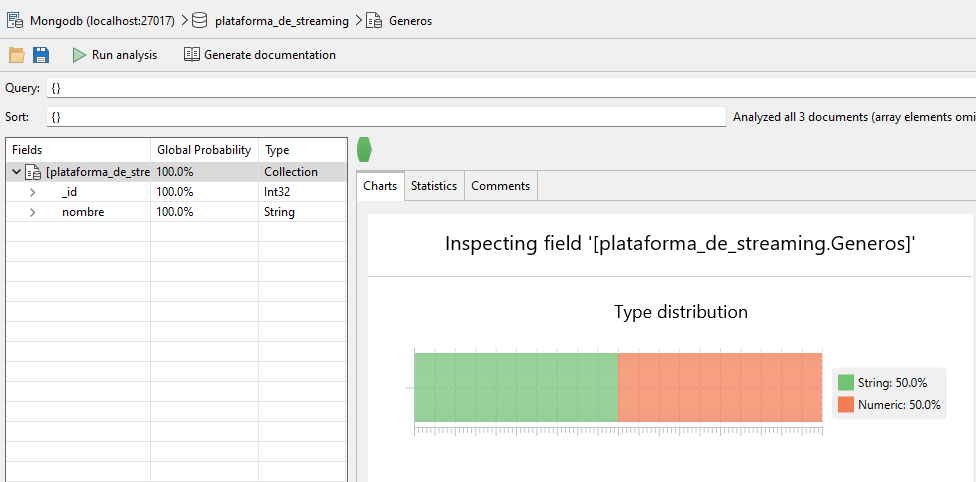 Mongodb (localhost:27017) plataforma_de_streaming Generos
Run analysis Generate documentation
Query: {}
Sort: {} Analyzed all 3 documents (array elements omi
Fields Global Probability Type
[plataforma_de_stre 100.0% Collection
_id 100.0% Int32
nombre 100.0% String
Charts Statistics Comments
Inspecting field '[plataforma_de_streaming.Generos]'
Type distribution
String: 50.0%
Numeric: 50.0%